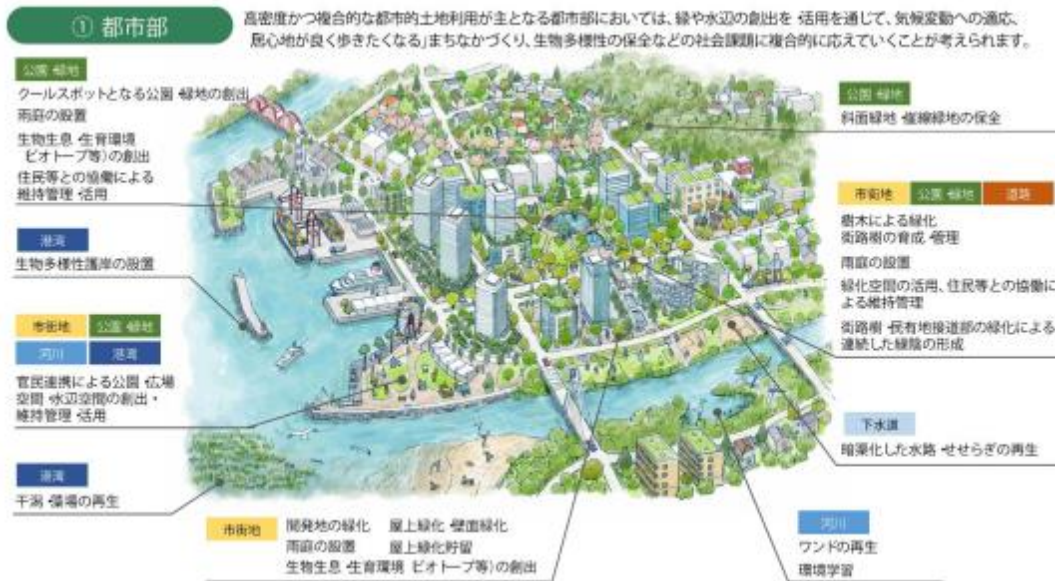 ① 都市部
高密度かつ複合的な都市的土地利用が主となる都市部においては、緑や水辺の創出を・活用を通じて、気候変動への適応、
居心地が良く歩きたくなる」まちなかづくり、生物多様性の保全などの社会課題に複合的に応えていくことが考えられます。
公園・緑地
クールスポットとなる公園・緑地の創出
雨庭の設置
生物生息・生育環境
ビオトープ等)の創出
住民等との協働による
維持管理・活用
港湾
生物多様性護岸の設置
市街地 公園・緑地
河川 港湾
官民連携による公園・広場
空間・水辺空間の創出・
維持管理・活用
港湾
干潟・藻場の再生
市街地
開発地の緑化 屋上緑化・壁面緑化
雨庭の設置 屋上緑化貯留
生物生息・生育環境 ビオトープ等)の創出
公園・緑地
斜面緑地・崖線緑地の保全
市街地 公園・緑地 道路
樹木による緑化
街路樹の育成・管理
雨庭の設置
緑化空間の活用、住民等との協働に
よる維持管理
街路樹・民有地接道部の緑化による
連続した緑陰の形成
下水道
暗渠化した水路・せせらぎの再生
河川
ワンドの再生
環境学習